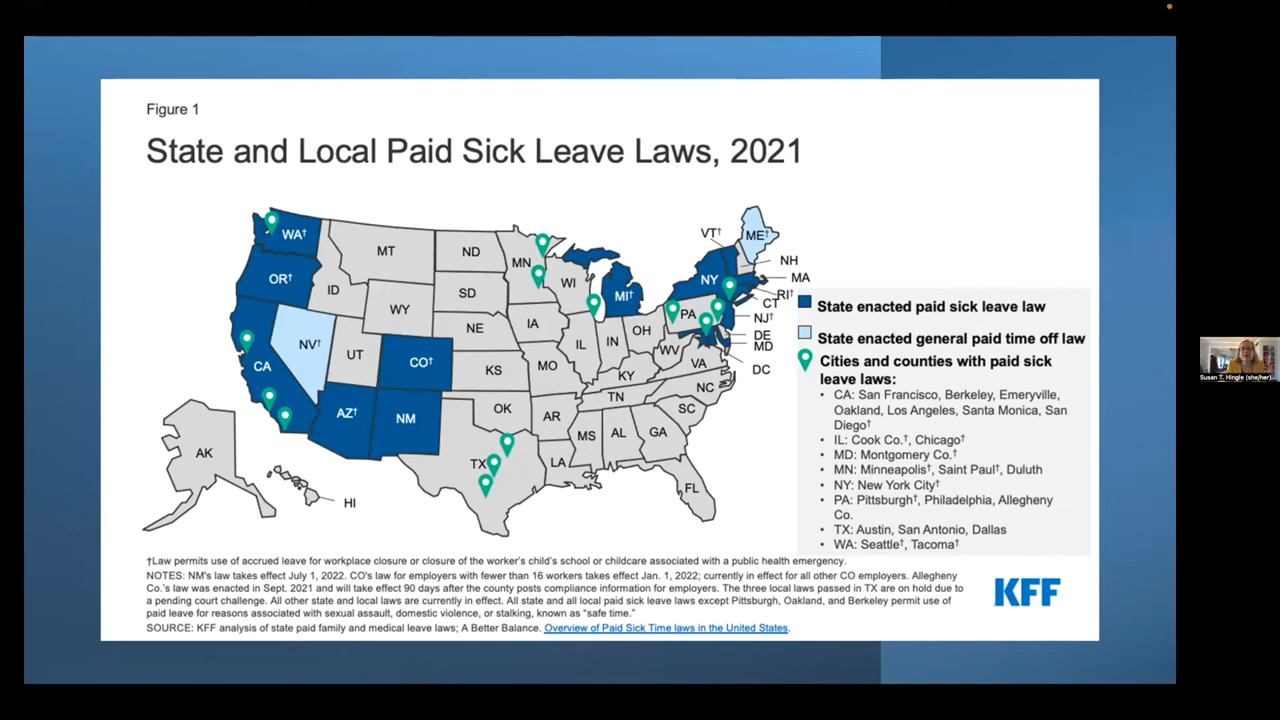 Figure 1
State and Local Paid Sick Leave Laws, 2021
WA†
OR†
CA
NV†
ID
MT
WY
UT
AZ†
CO†
NM
ND
SD
NE
KS
OK
TX
MN
IA
MO
AR
LA
WI
IL
IN
MI†
OH
KY
TN
MS
AL
GA
FL
SC
NC
VA
WV
PA
NY
VT†
ME†
NH
MA
RI†
CT
NJ†
DE
MD
DC
AK
HI
State enacted paid sick leave law
State enacted general paid time off law
Cities and counties with paid sick
leave laws:
• CA: San Francisco, Berkeley, Emeryville,
Oakland, Los Angeles, Santa Monica, San
Diego†
• IL: Cook Co.†, Chicago†
• MD: Montgomery Co.†
• MN: Minneapolis†, Saint Paul†, Duluth
• NY: New York City†
• PA: Pittsburgh†, Philadelphia, Allegheny
Co.
• TX: Austin, San Antonio, Dallas
• WA: Seattle†, Tacoma†
†Law permits use of accrued leave for workplace closure or closure of the worker's child's school or childcare associated with a public health emergency.
NOTES: NM's law takes effect July 1, 2022. CO's law for employers with fewer than 16 workers takes effect Jan. 1, 2022; currently in effect for all other CO employers. Allegheny
Co.'s law was enacted in Sept. 2021 and will take effect 90 days after the county posts compliance information for employers. The three local laws passed in TX are on hold due to
a pending court challenge. All other state and local laws are currently in effect. All state and all local paid sick leave laws except Pittsburgh, Oakland, and Berkeley permit use of
paid leave for reasons associated with sexual assault, domestic violence, or stalking, known as “safe time.”
SOURCE: KFF analysis of state paid family and medical leave laws; A Better Balance. Overview of Paid Sick Time laws in the United States.
KFF
Susan T. Hingle (she/her)